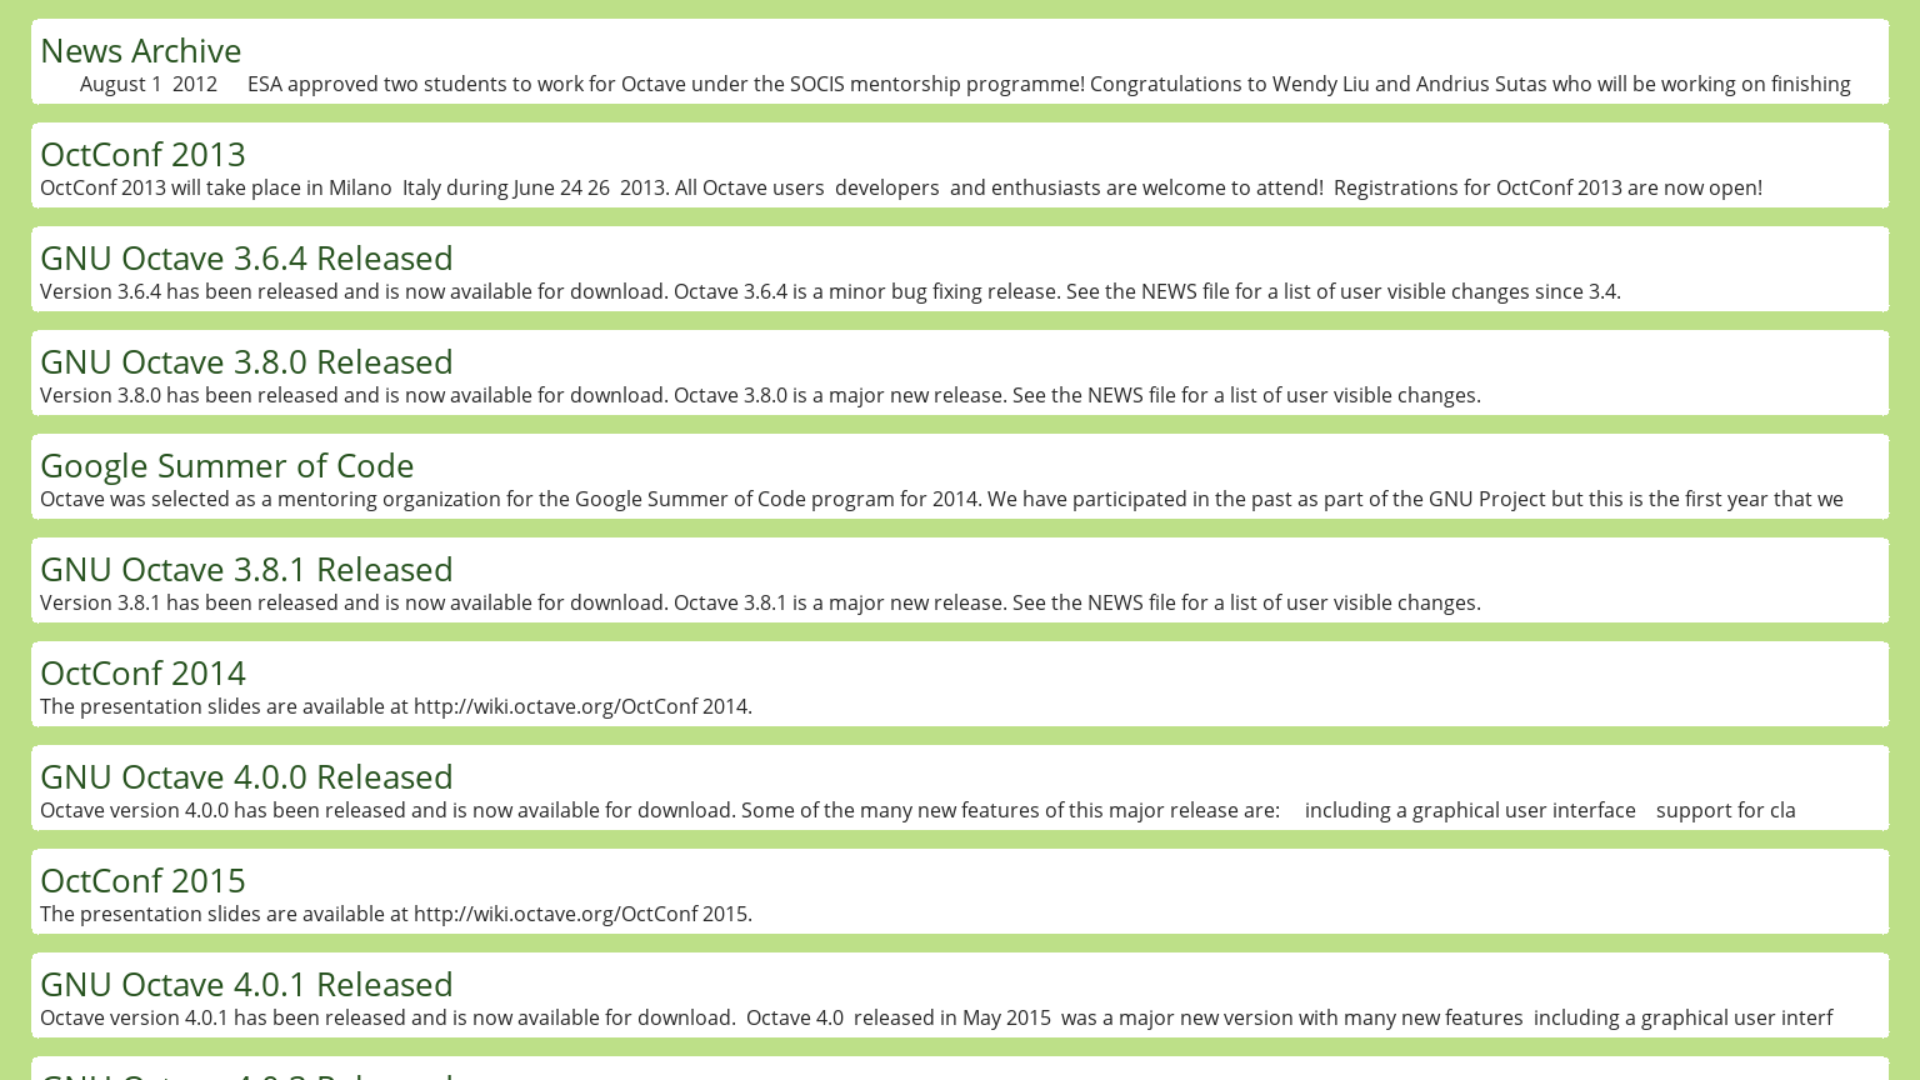 News Archive
August 1 2012 ESA approved two students to work for Octave under the SOCIS mentorship programme! Congratulations to Wendy Liu and Andrius Sutas who will be working on finishing
OctConf 2013
OctConf 2013 will take place in Milano Italy during June 24 26 2013. All Octave users developers and enthusiasts are welcome to attend! Registrations for OctConf 2013 are now open!
GNU Octave 3.6.4 Released
Version 3.6.4 has been released and is now available for download. Octave 3.6.4 is a minor bug fixing release. See the NEWS file for a list of user visible changes since 3.4.
GNU Octave 3.8.0 Released
Version 3.8.0 has been released and is now available for download. Octave 3.8.0 is a major new release. See the NEWS file for a list of user visible changes.
Google Summer of Code
Octave was selected as a mentoring organization for the Google Summer of Code program for 2014. We have participated in the past as part of the GNU Project but this is the first year that we
GNU Octave 3.8.1 Released
Version 3.8.1 has been released and is now available for download. Octave 3.8.1 is a major new release. See the NEWS file for a list of user visible changes.
OctConf 2014
The presentation slides are available at http://wiki.octave.org/OctConf 2014.
GNU Octave 4.0.0 Released
Octave version 4.0.0 has been released and is now available for download. Some of the many new features of this major release are: including a graphical user interface support for cla
OctConf 2015
The presentation slides are available at http://wiki.octave.org/OctConf 2015.
GNU Octave 4.0.1 Released
Octave version 4.0.1 has been released and is now available for download. Octave 4.0 released in May 2015 was a major new version with many new features including a graphical user interf